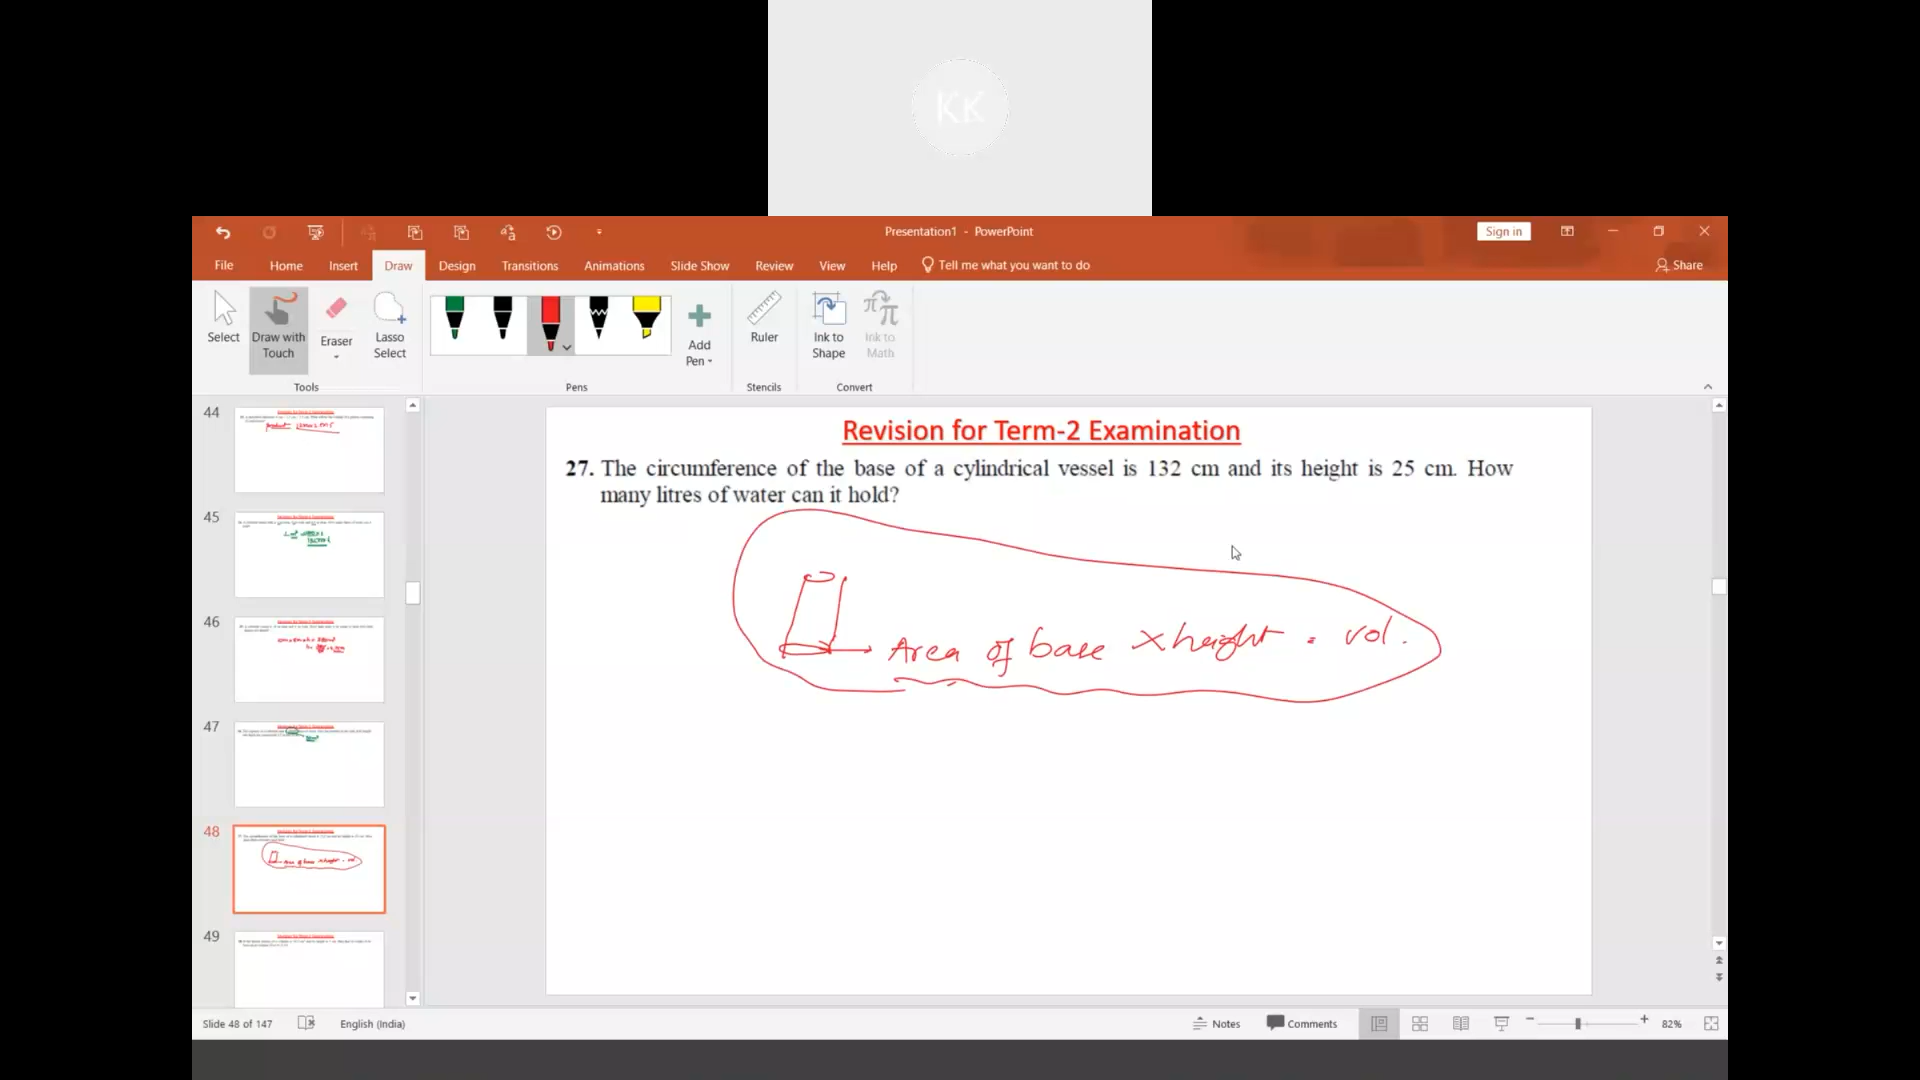 KK
Presentation1 - PowerPoint
Sign in
File Home Insert Draw Design Transitions Animations Slide Show Review View Help Tell me what you want to do Share
Select Draw with Touch Eraser Lasso Select Add Pen Ruler Ink to Shape Ink to Math
Tools Pens Stencils Convert
44
45
46
47
48
49
Revision for Term-2 Examination
27. The circumference of the base of a cylindrical vessel is 132 cm and its height is 25 cm. How
many litres of water can it hold?
Area of base x height = vol.
Slide 48 of 147 English (India) Notes Comments 82%